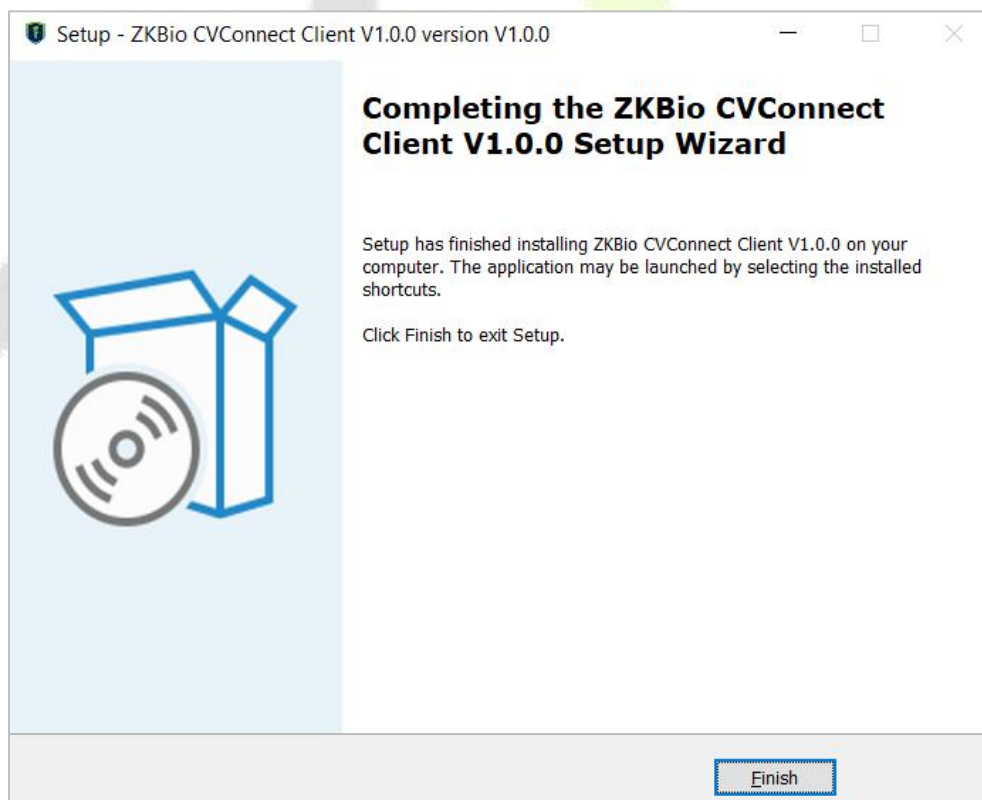 Setup - ZKBio CVConnect Client V1.0.0 version V1.0.0
Completing the ZKBio CVConnect
Client V1.0.0 Setup Wizard
Setup has finished installing ZKBio CVConnect Client V1.0.0 on your
computer. The application may be launched by selecting the installed
shortcuts.
Click Finish to exit Setup.
Finish